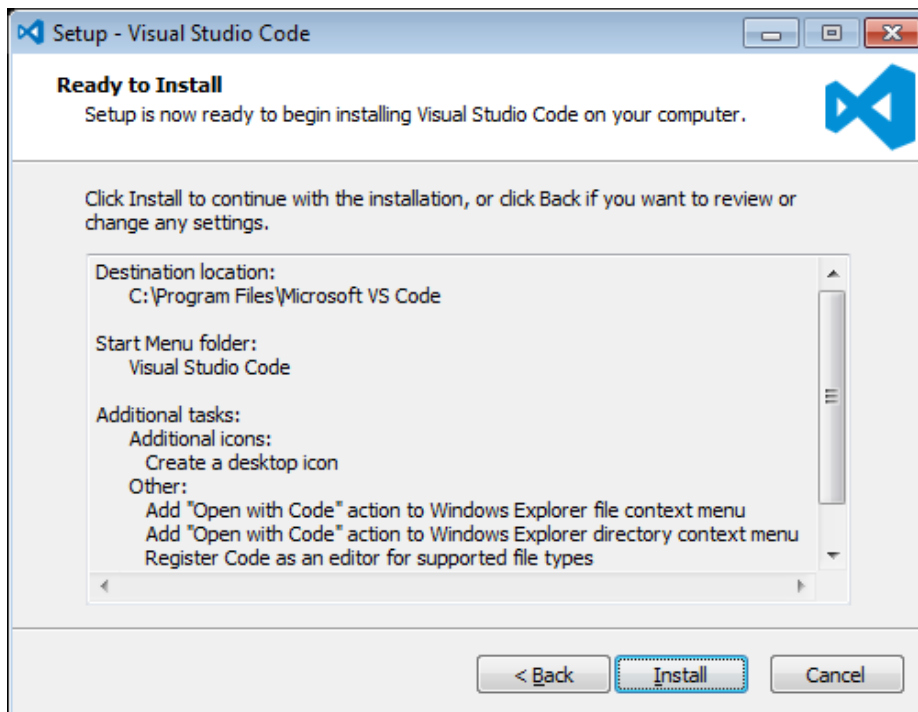 Setup - Visual Studio Code
Ready to Install
Setup is now ready to begin installing Visual Studio Code on your computer.
Click Install to continue with the installation, or click Back if you want to review or
change any settings.
Destination location:
C:\Program Files\Microsoft VS Code
Start Menu folder:
Visual Studio Code
Additional tasks:
Additional icons:
Create a desktop icon
Other:
Add "Open with Code" action to Windows Explorer file context menu
Add "Open with Code" action to Windows Explorer directory context menu
Register Code as an editor for supported file types
< Back
Install
Cancel